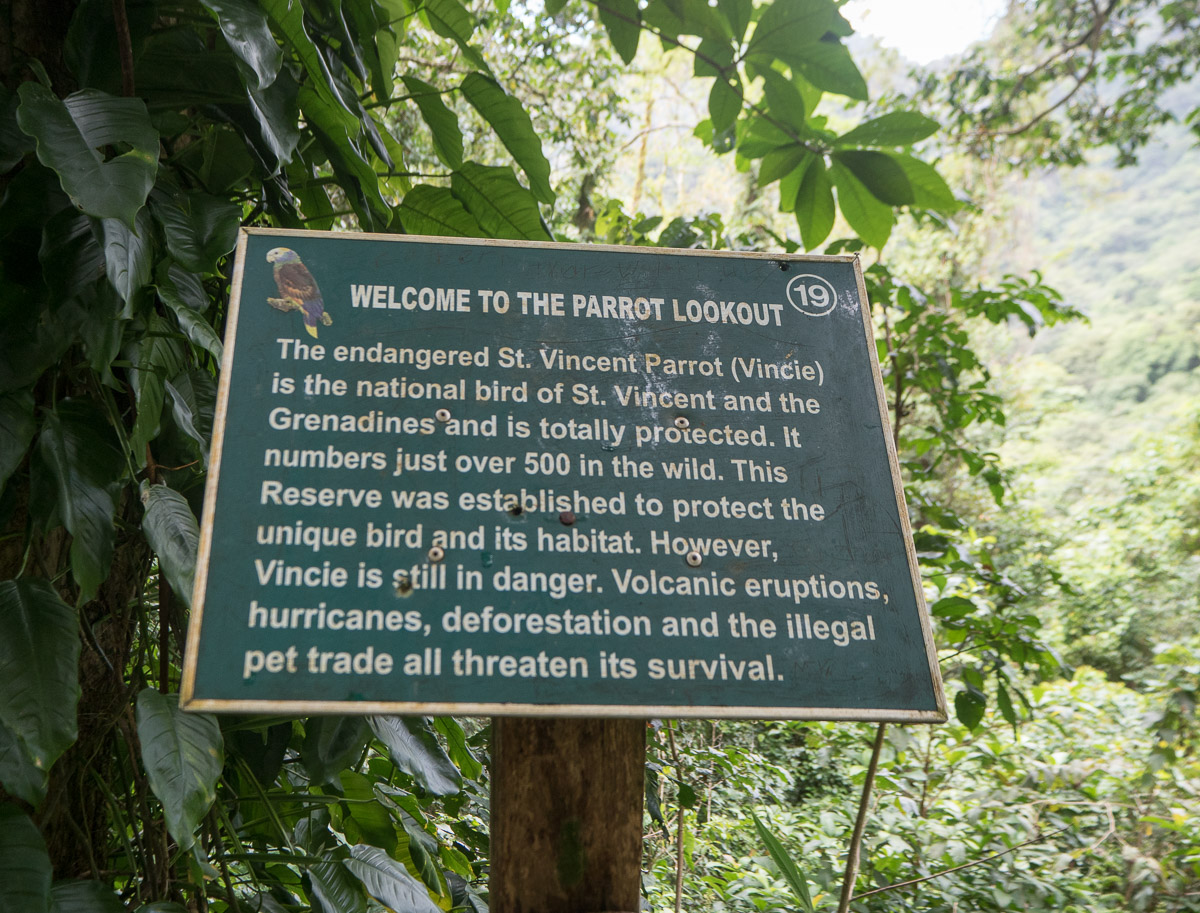 WELCOME TO THE PARROT LOOKOUT 19
The endangered St. Vincent Parrot (Vincie)
is the national bird of St. Vincent and the
Grenadines and is totally protected. It
numbers just over 500 in the wild. This
Reserve was established to protect the
unique bird and its habitat. However,
Vincie is still in danger. Volcanic eruptions,
hurricanes, deforestation and the illegal
pet trade all threaten its survival.